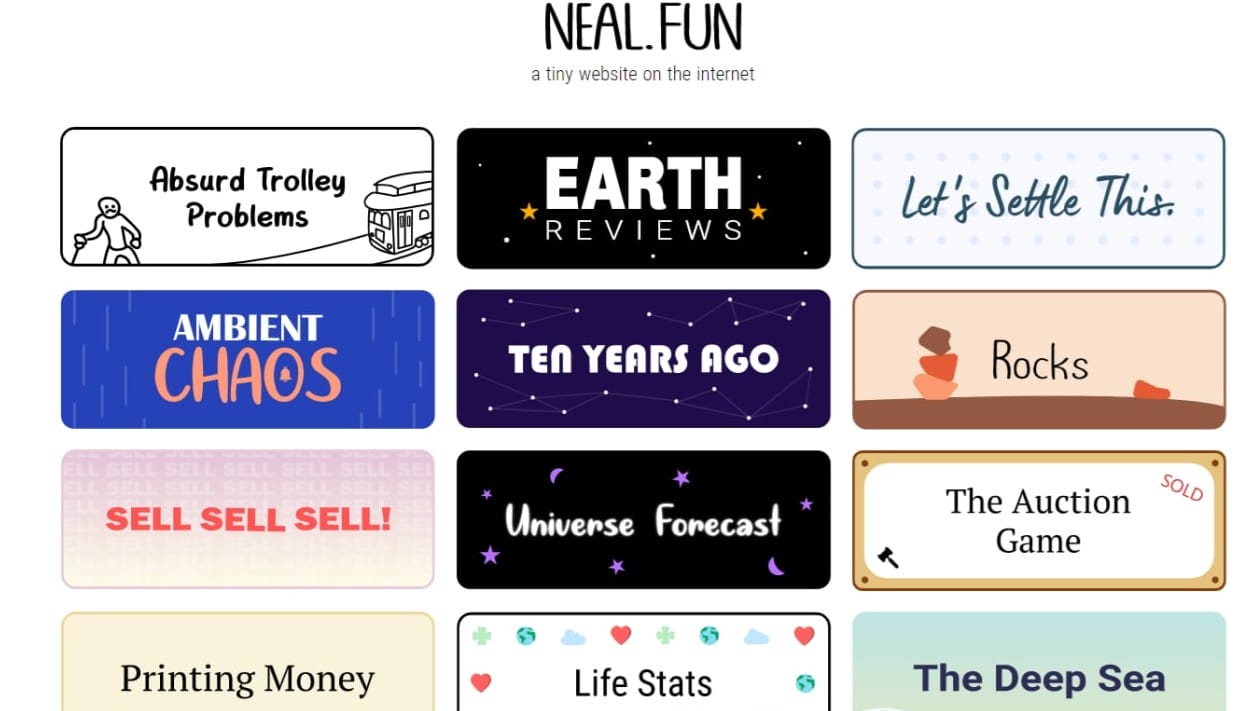 NEAL.FUN
a tiny website on the internet
Absurd Trolley
Problems
EARTH
REVIEWS
Let's Settle This.
AMBIENT
CHAOS
TEN YEARS AGO
Rocks
SELL SELL SELL!
Universe Forecast
SOLD
The Auction
Game
Printing Money
Life Stats
The Deep Sea